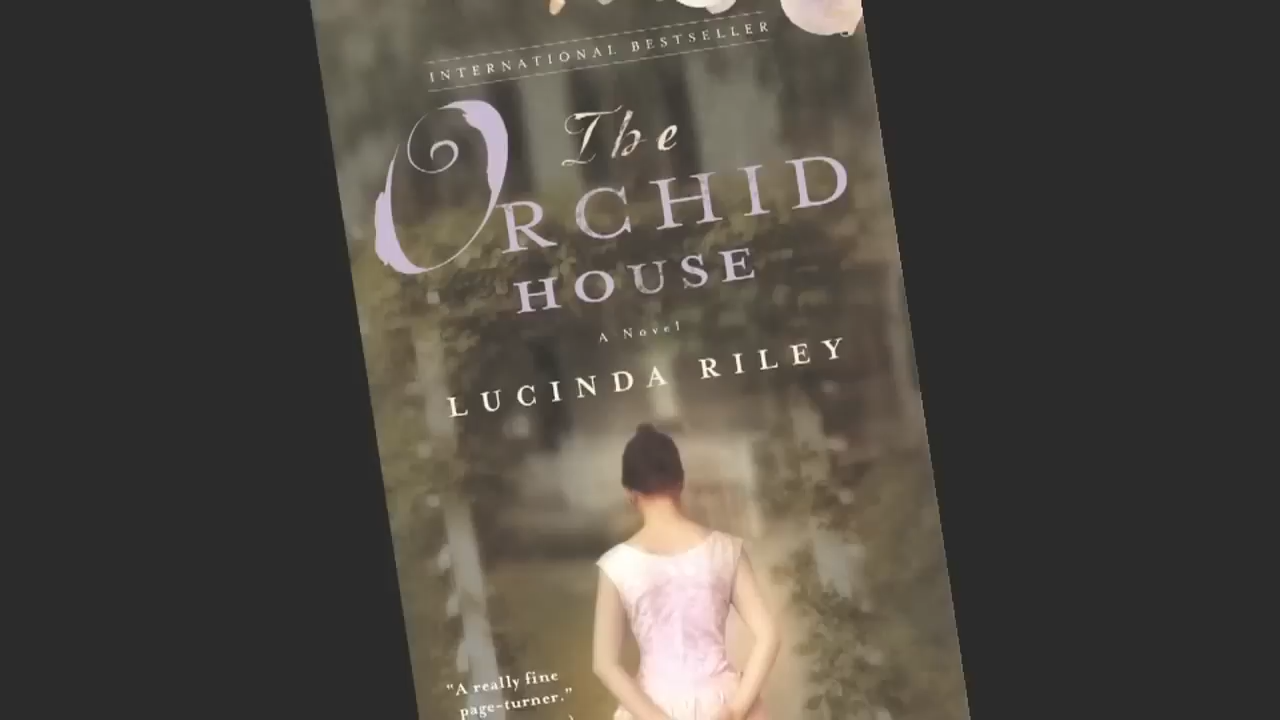 INTERNATIONAL BESTSELLER
The
ORCHID
HOUSE
A Novel
LUCINDA RILEY
"A really fine
page-turner."